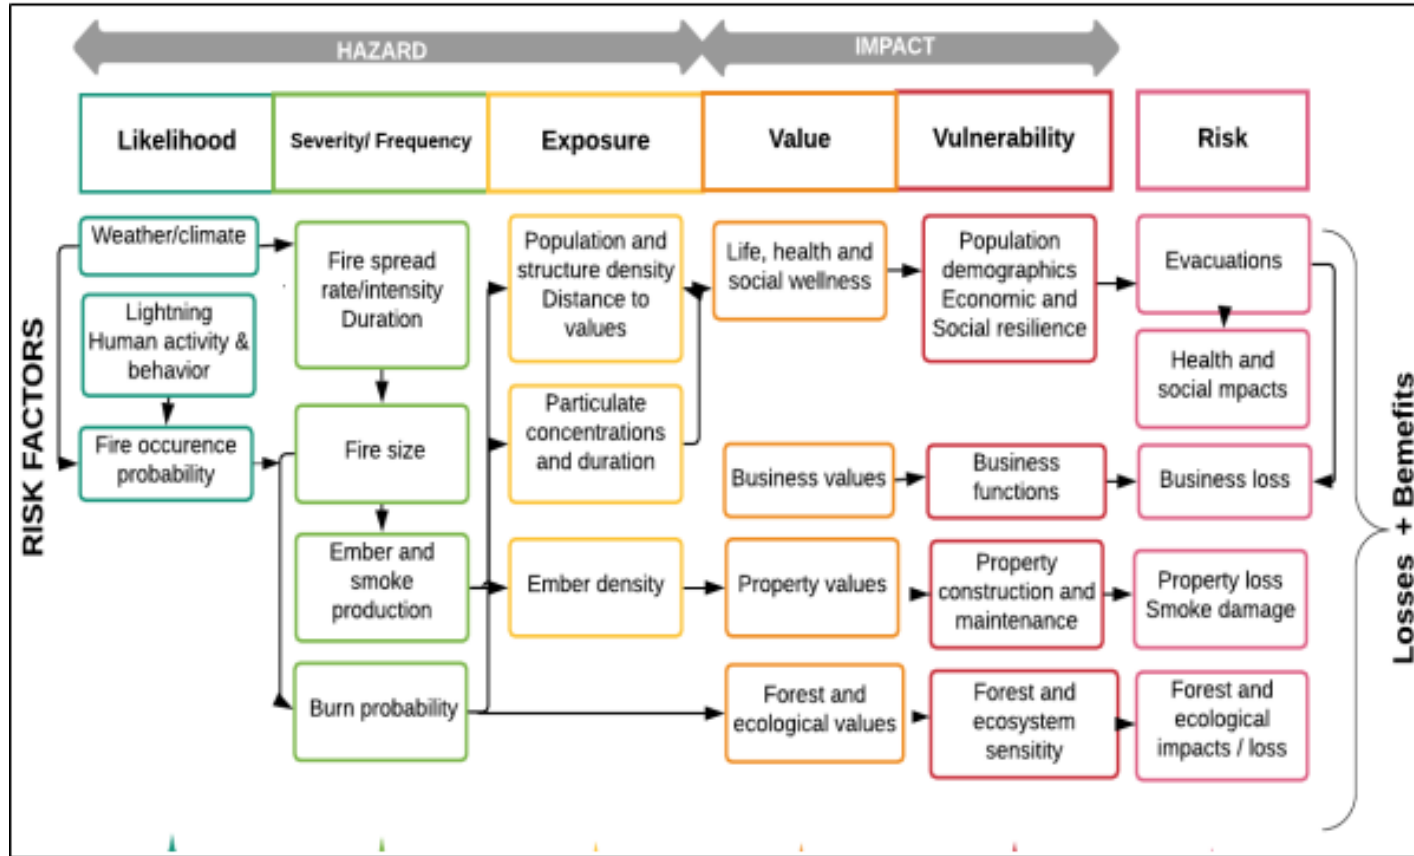 HAZARD
IMPACT
Likelihood
Severity/ Frequency
Exposure
Value
Vulnerability
Risk
RISK FACTORS
Weather/climate
Lightning
Human activity &
behavior
Fire occurence
probability
Fire spread
rate/intensity
Duration
Fire size
Ember and
smoke
production
Burn probability
Population and
structure density
Distance to
values
Particulate
concentrations
and duration
Ember density
Life, health and
social wellness
Business values
Property values
Forest and
ecological values
Population
demographics
Economic and
Social resilience
Business
functions
Property
construction and
maintenance
Forest and
ecosystem
sensitity
Evacuations
Health and
social mpacts
Business loss
Property loss
Smoke damage
Forest and
ecological
impacts / loss
Losses + Bemefits